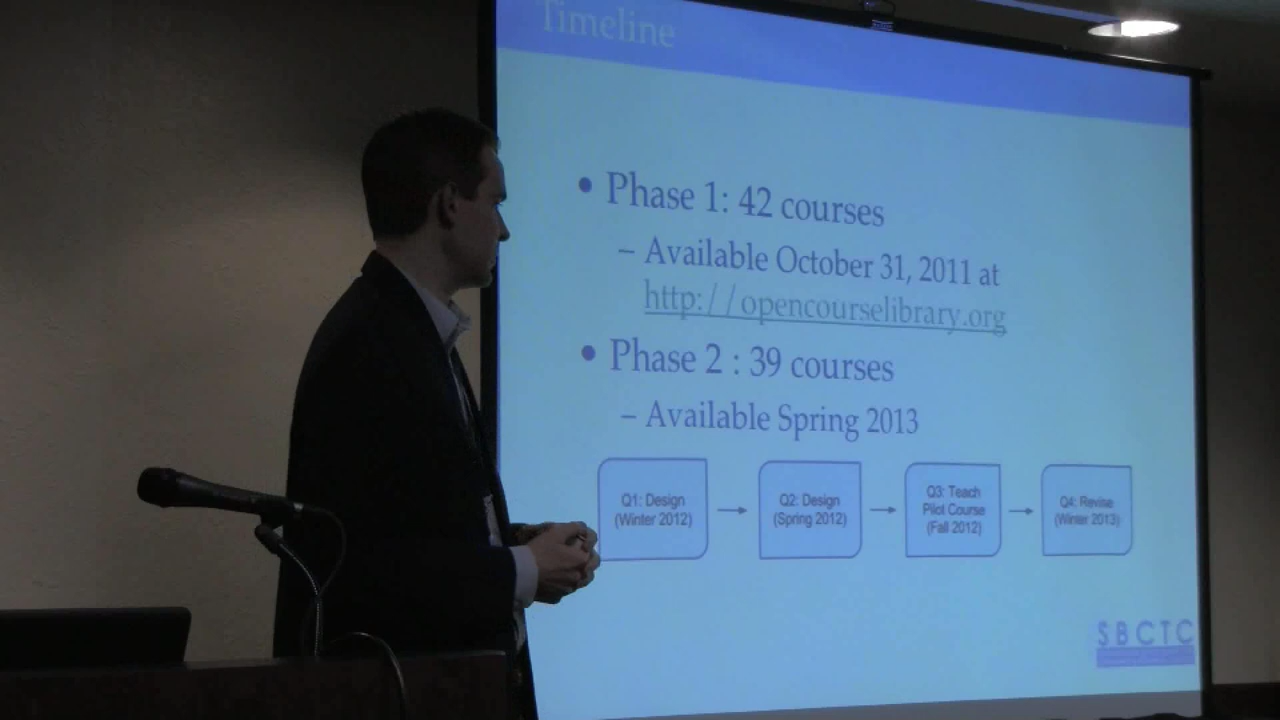 Timeline
• Phase 1: 42 courses
– Available October 31, 2011 at
http://opencourselibrary.org
• Phase 2 : 39 courses
– Available Spring 2013
Q1: Design
(Winter 2012)
Q2: Design
(Spring 2012)
Q3: Teach
Pilot Course
(Fall 2012)
Q4: Revise
(Winter 2013)
SBCTC